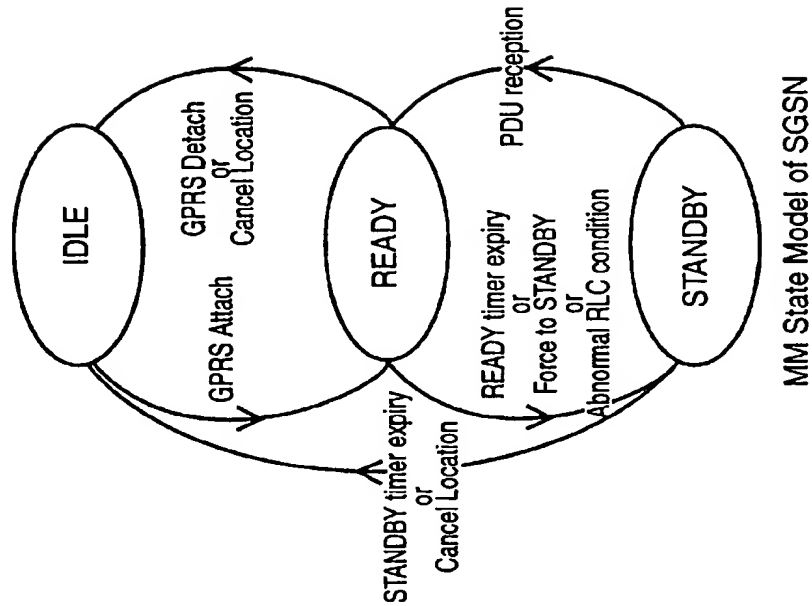 IDLE
GPRS Attach
GPRS Detach
or
Cancel Location
READY
STANDBY timer expiry
or
Cancel Location
READY timer expiry
or
Force to STANDBY
or
Abnormal RLC condition
PDU reception
STANDBY
MM State Model of SGSN